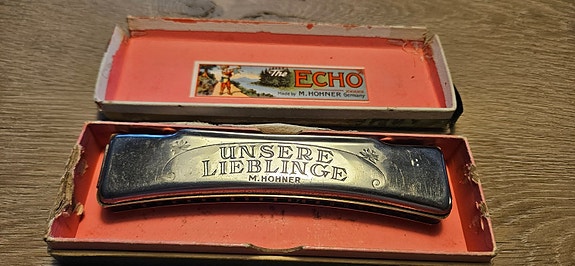 The ECHO
Made by M. HOHNER
Germany
UNSERE
LIEBLINGE
M. HOHNER